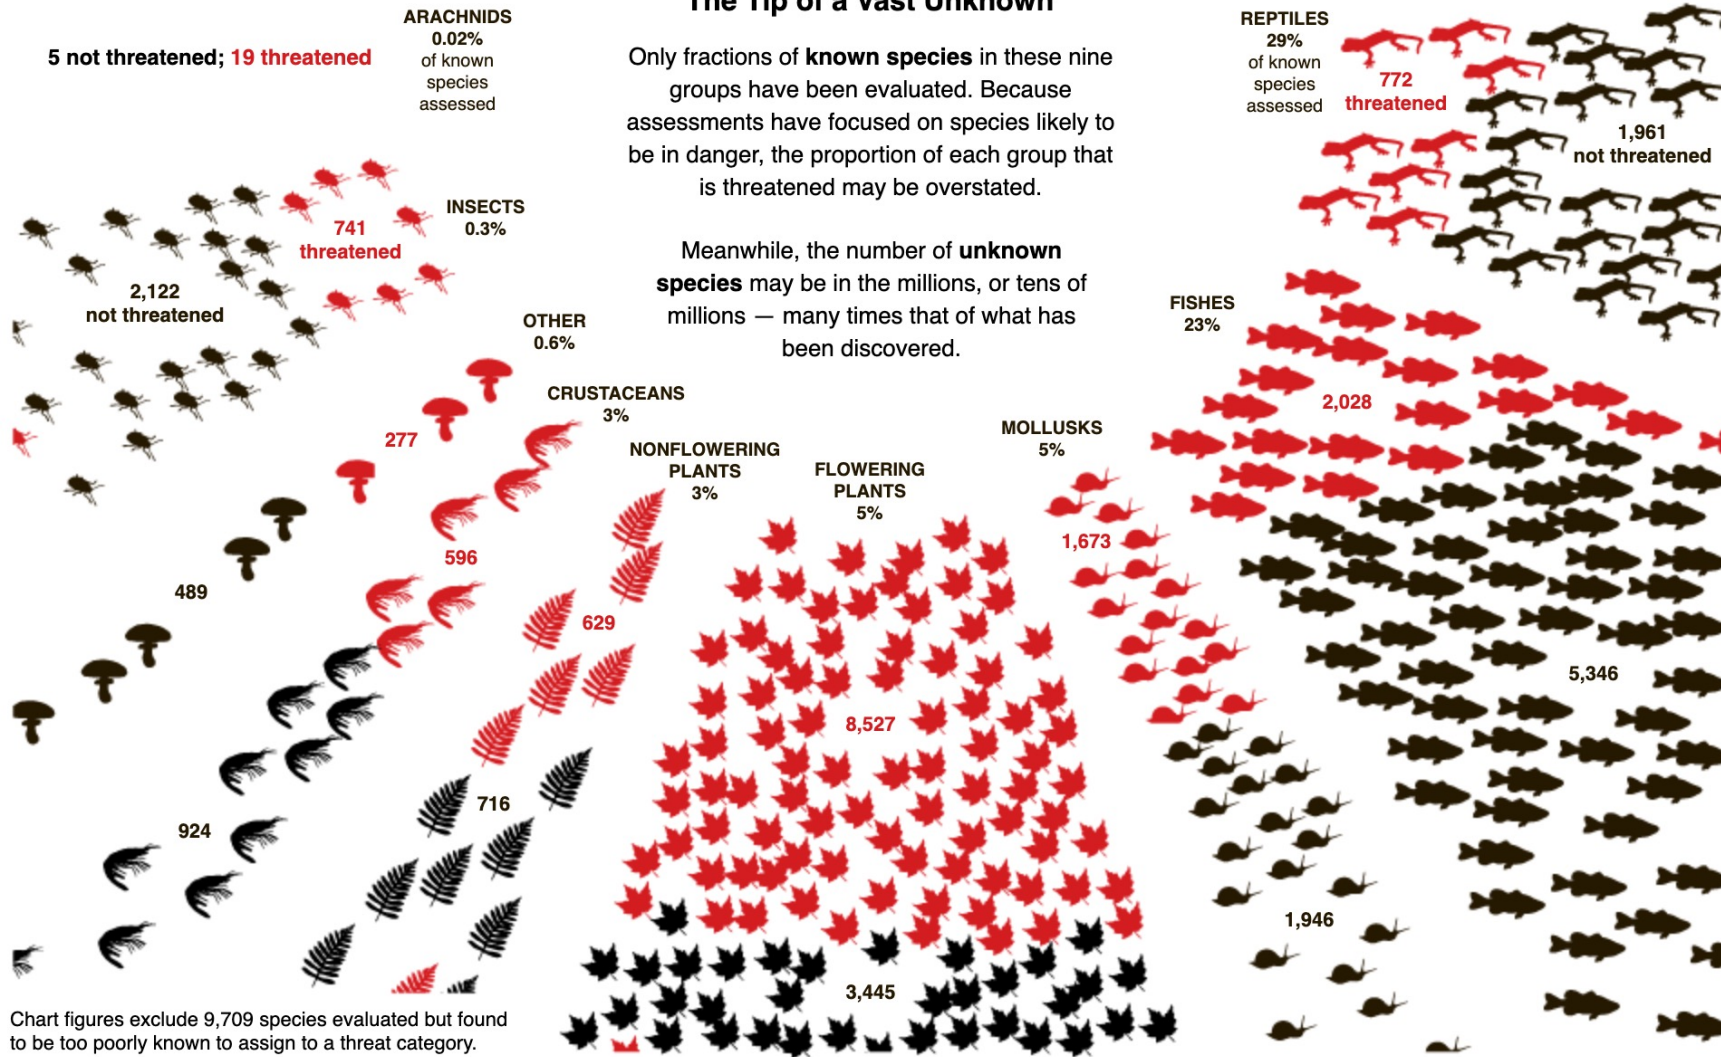 The Tip of a Vast Unknown
Only fractions of known species in these nine
groups have been evaluated. Because
assessments have focused on species likely to
be in danger, the proportion of each group that
is threatened may be overstated.
Meanwhile, the number of unknown
species may be in the millions, or tens of
millions — many times that of what has
been discovered.
ARACHNIDS
0.02%
of known
species
assessed
5 not threatened; 19 threatened
INSECTS
0.3%
741
threatened
2,122
not threatened
OTHER
0.6%
277
489
CRUSTACEANS
3%
596
924
NONFLOWERING
PLANTS
3%
629
716
FLOWERING
PLANTS
5%
8,527
3,445
MOLLUSKS
5%
1,673
1,946
FISHES
23%
2,028
5,346
REPTILES
29%
of known
species
assessed
772
threatened
1,961
not threatened
Chart figures exclude 9,709 species evaluated but found
to be too poorly known to assign to a threat category.